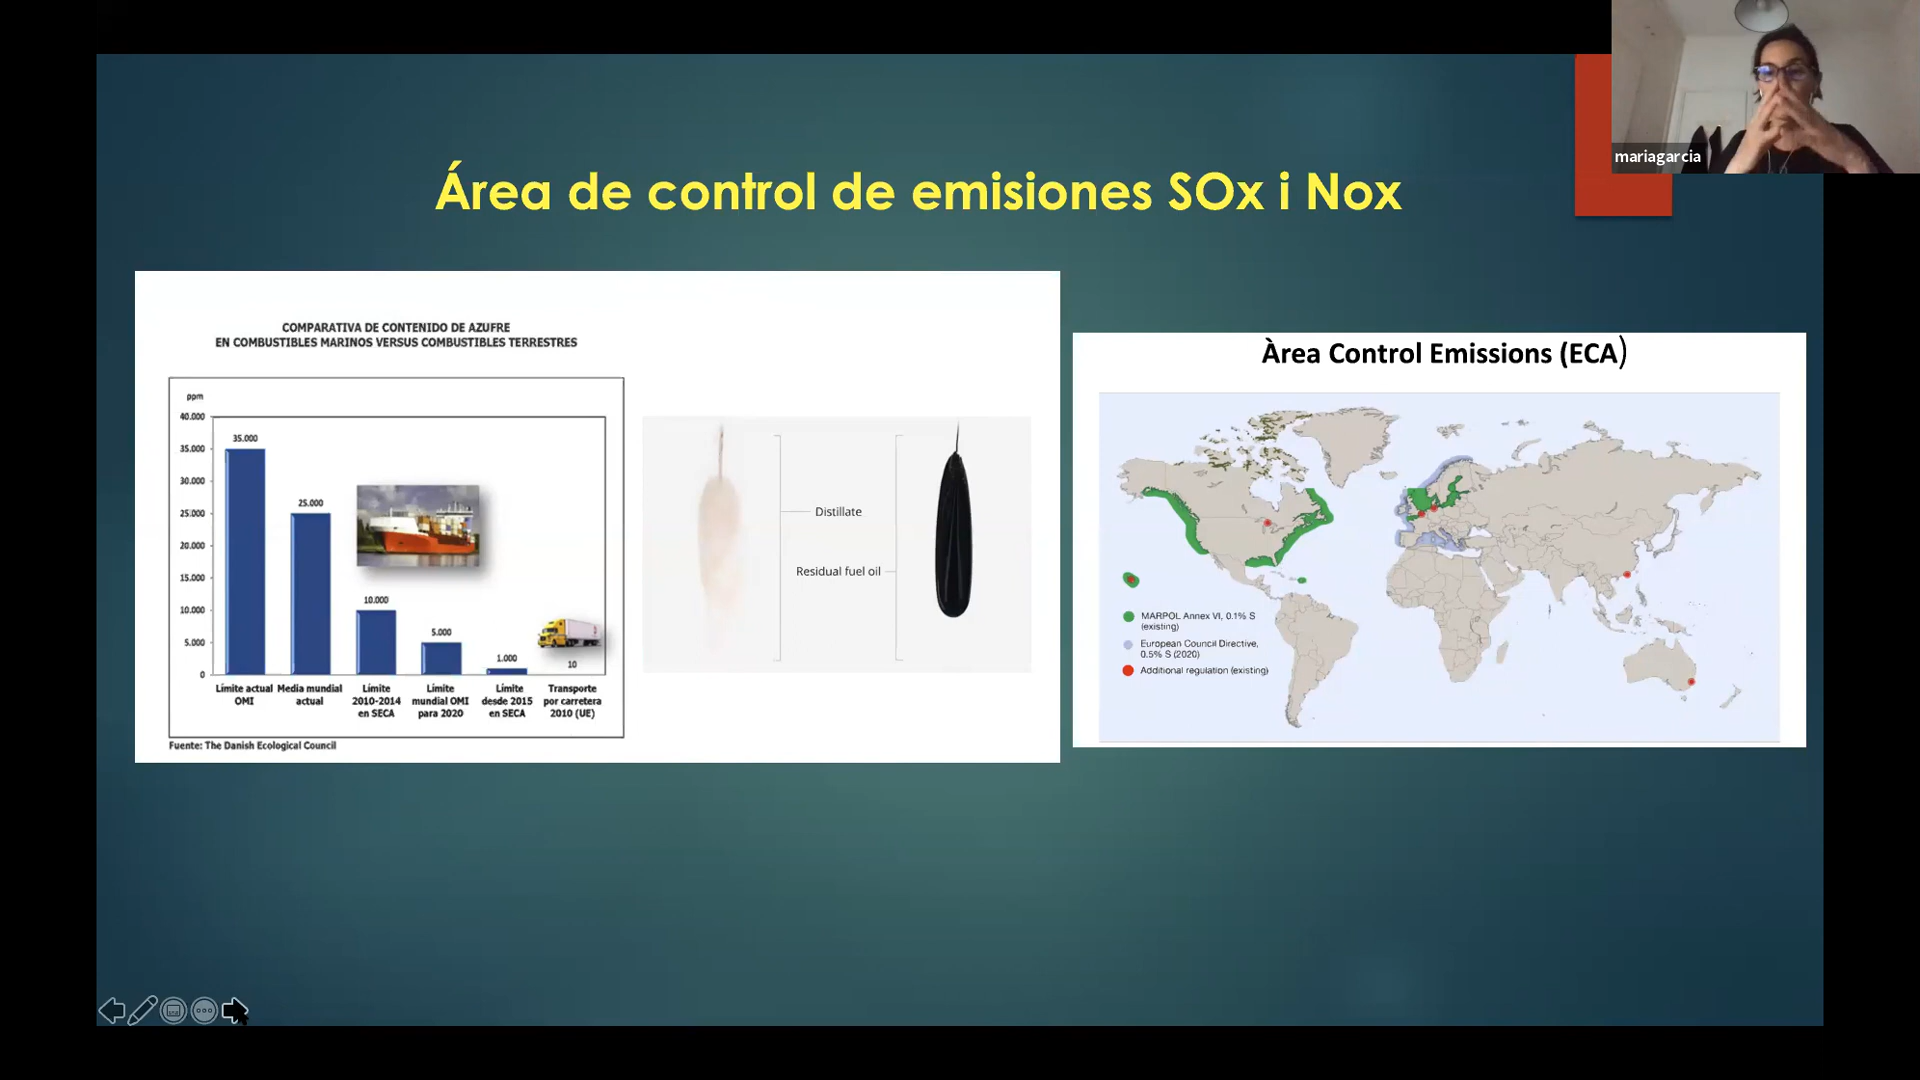 mariagarcia
Área de control de emisiones SOx i Nox
COMPARATIVA DE CONTENIDO DE AZUFRE
EN COMBUSTIBLES MARINOS VERSUS COMBUSTIBLES TERRESTRES
ppm
40.000
35.000
30.000
25.000
20.000
15.000
10.000
5.000
0
35.000
25.000
10.000
5.000
1.000
10
Límite actual
OMI
Media mundial
actual
Límite
2010-2014
en SECA
Límite
mundial OMI
para 2020
Límite
desde 2015
en SECA
Transporte
por carretera
2010 (UE)
Fuente: The Danish Ecological Council
Distillate
Residual fuel oil
Àrea Control Emissions (ECA)
MARPOL Annex VI, 0.1% S
(existing)
European Council Directive,
0.5% S (2020)
Additional regulation (existing)